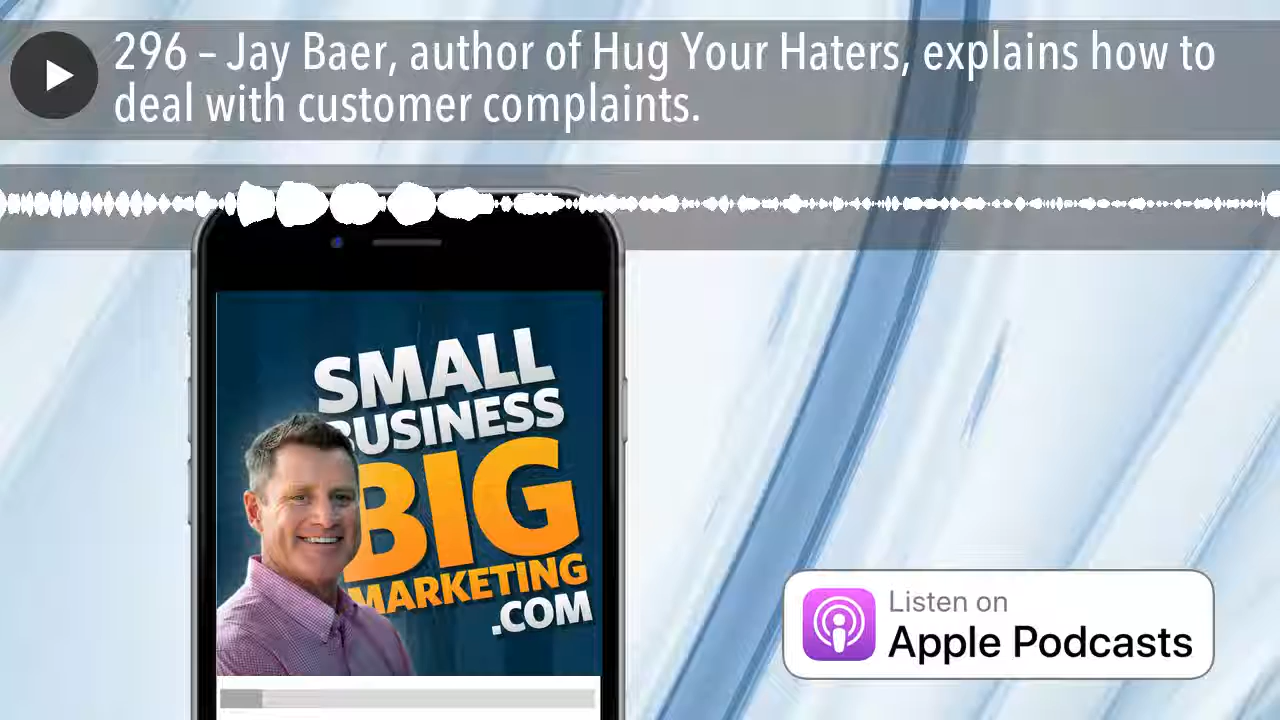 296 – Jay Baer, author of Hug Your Haters, explains how to
deal with customer complaints.
SMALL
BUSINESS
BIG
MARKETING
.COM
Listen on
Apple Podcasts